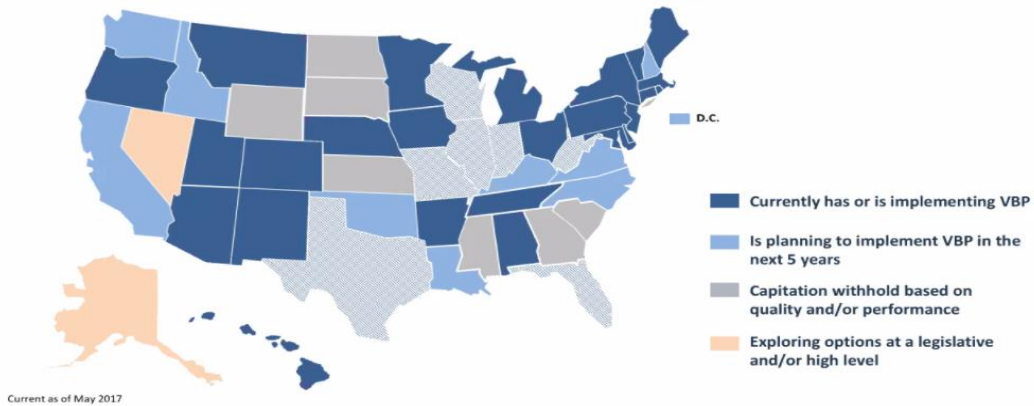 D.C.
Currently has or is implementing VBP
Is planning to implement VBP in the
next 5 years
Capitation withhold based on
quality and/or performance
Exploring options at a legislative
and/or high level
Current as of May 2017